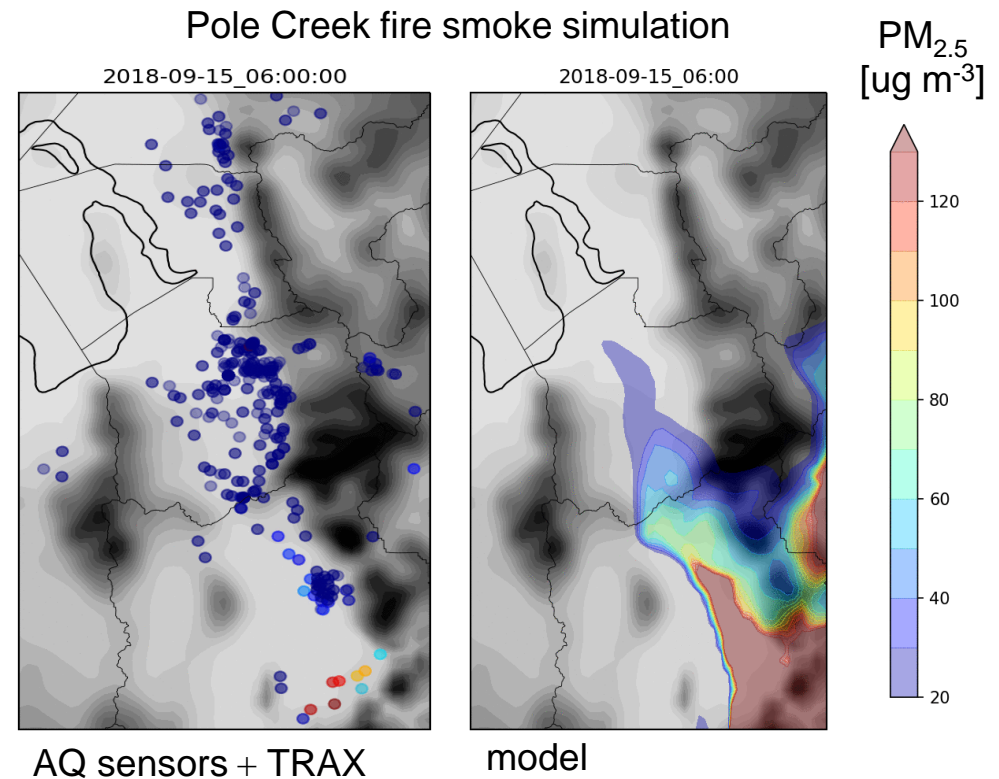 Pole Creek fire smoke simulation
PM2.5
[ug m-3]
2018-09-15_06:00:00
2018-09-15_06:00
120
100
80
60
40
20
AQ sensors + TRAX
model